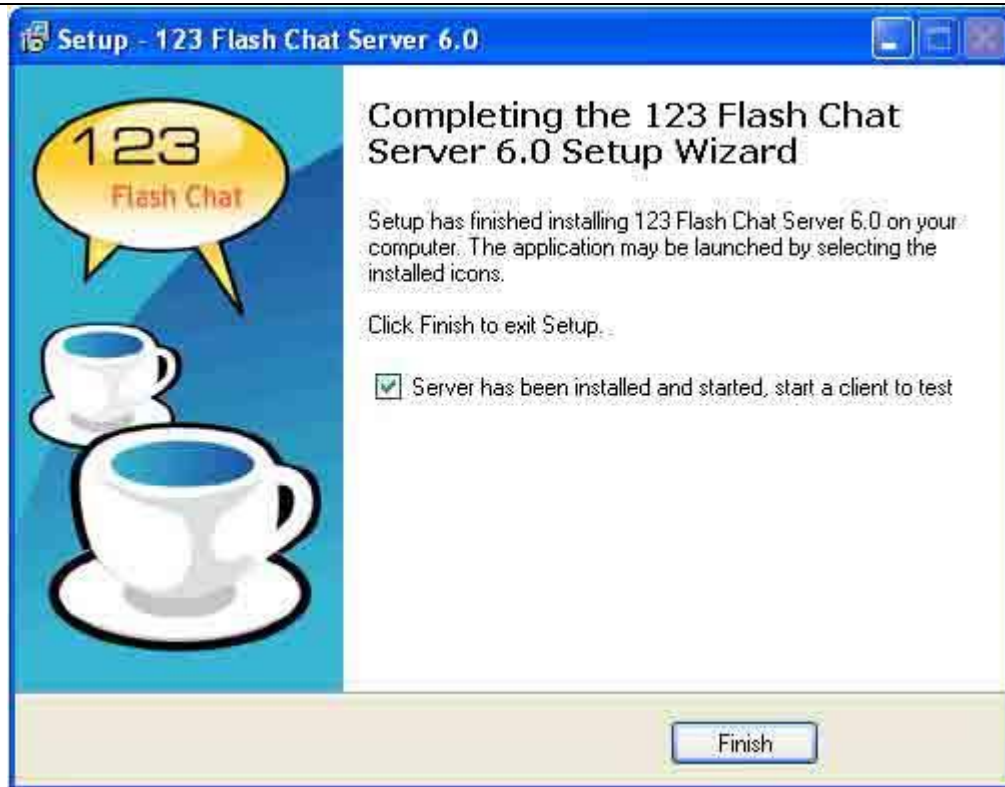 Setup - 123 Flash Chat Server 6.0
123
Flash Chat
Completing the 123 Flash Chat
Server 6.0 Setup Wizard
Setup has finished installing 123 Flash Chat Server 6.0 on your
computer. The application may be launched by selecting the
installed icons.
Click Finish to exit Setup.
Server has been installed and started, start a client to test
Finish